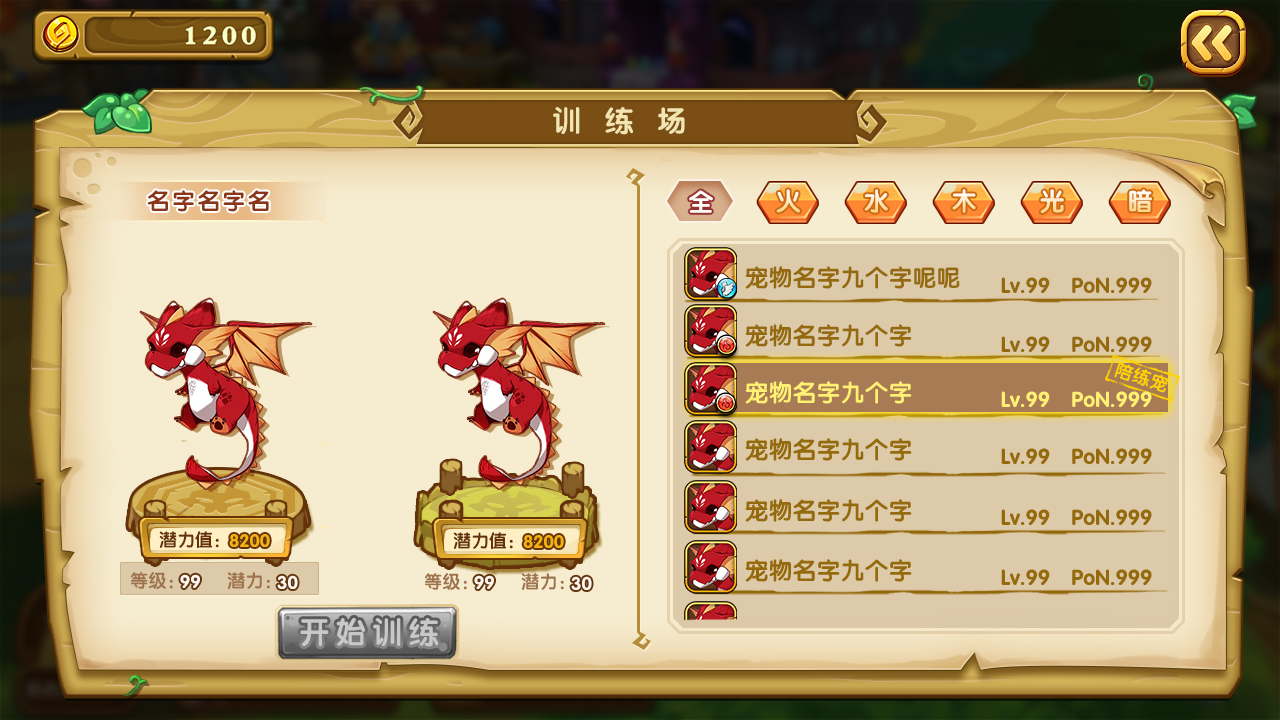 1200
训练场
名字名字名
潜力值: 8200
等级: 99 潜力: 30
潜力值: 8200
等级: 99 潜力: 30
开始训练
全 火 水 木 光 暗
宠物名字九个字呢呢 Lv.99 PoN.999
宠物名字九个字 Lv.99 PoN.999
陪练宠
宠物名字九个字 Lv.99 PoN.999
宠物名字九个字 Lv.99 PoN.999
宠物名字九个字 Lv.99 PoN.999
宠物名字九个字 Lv.99 PoN.999